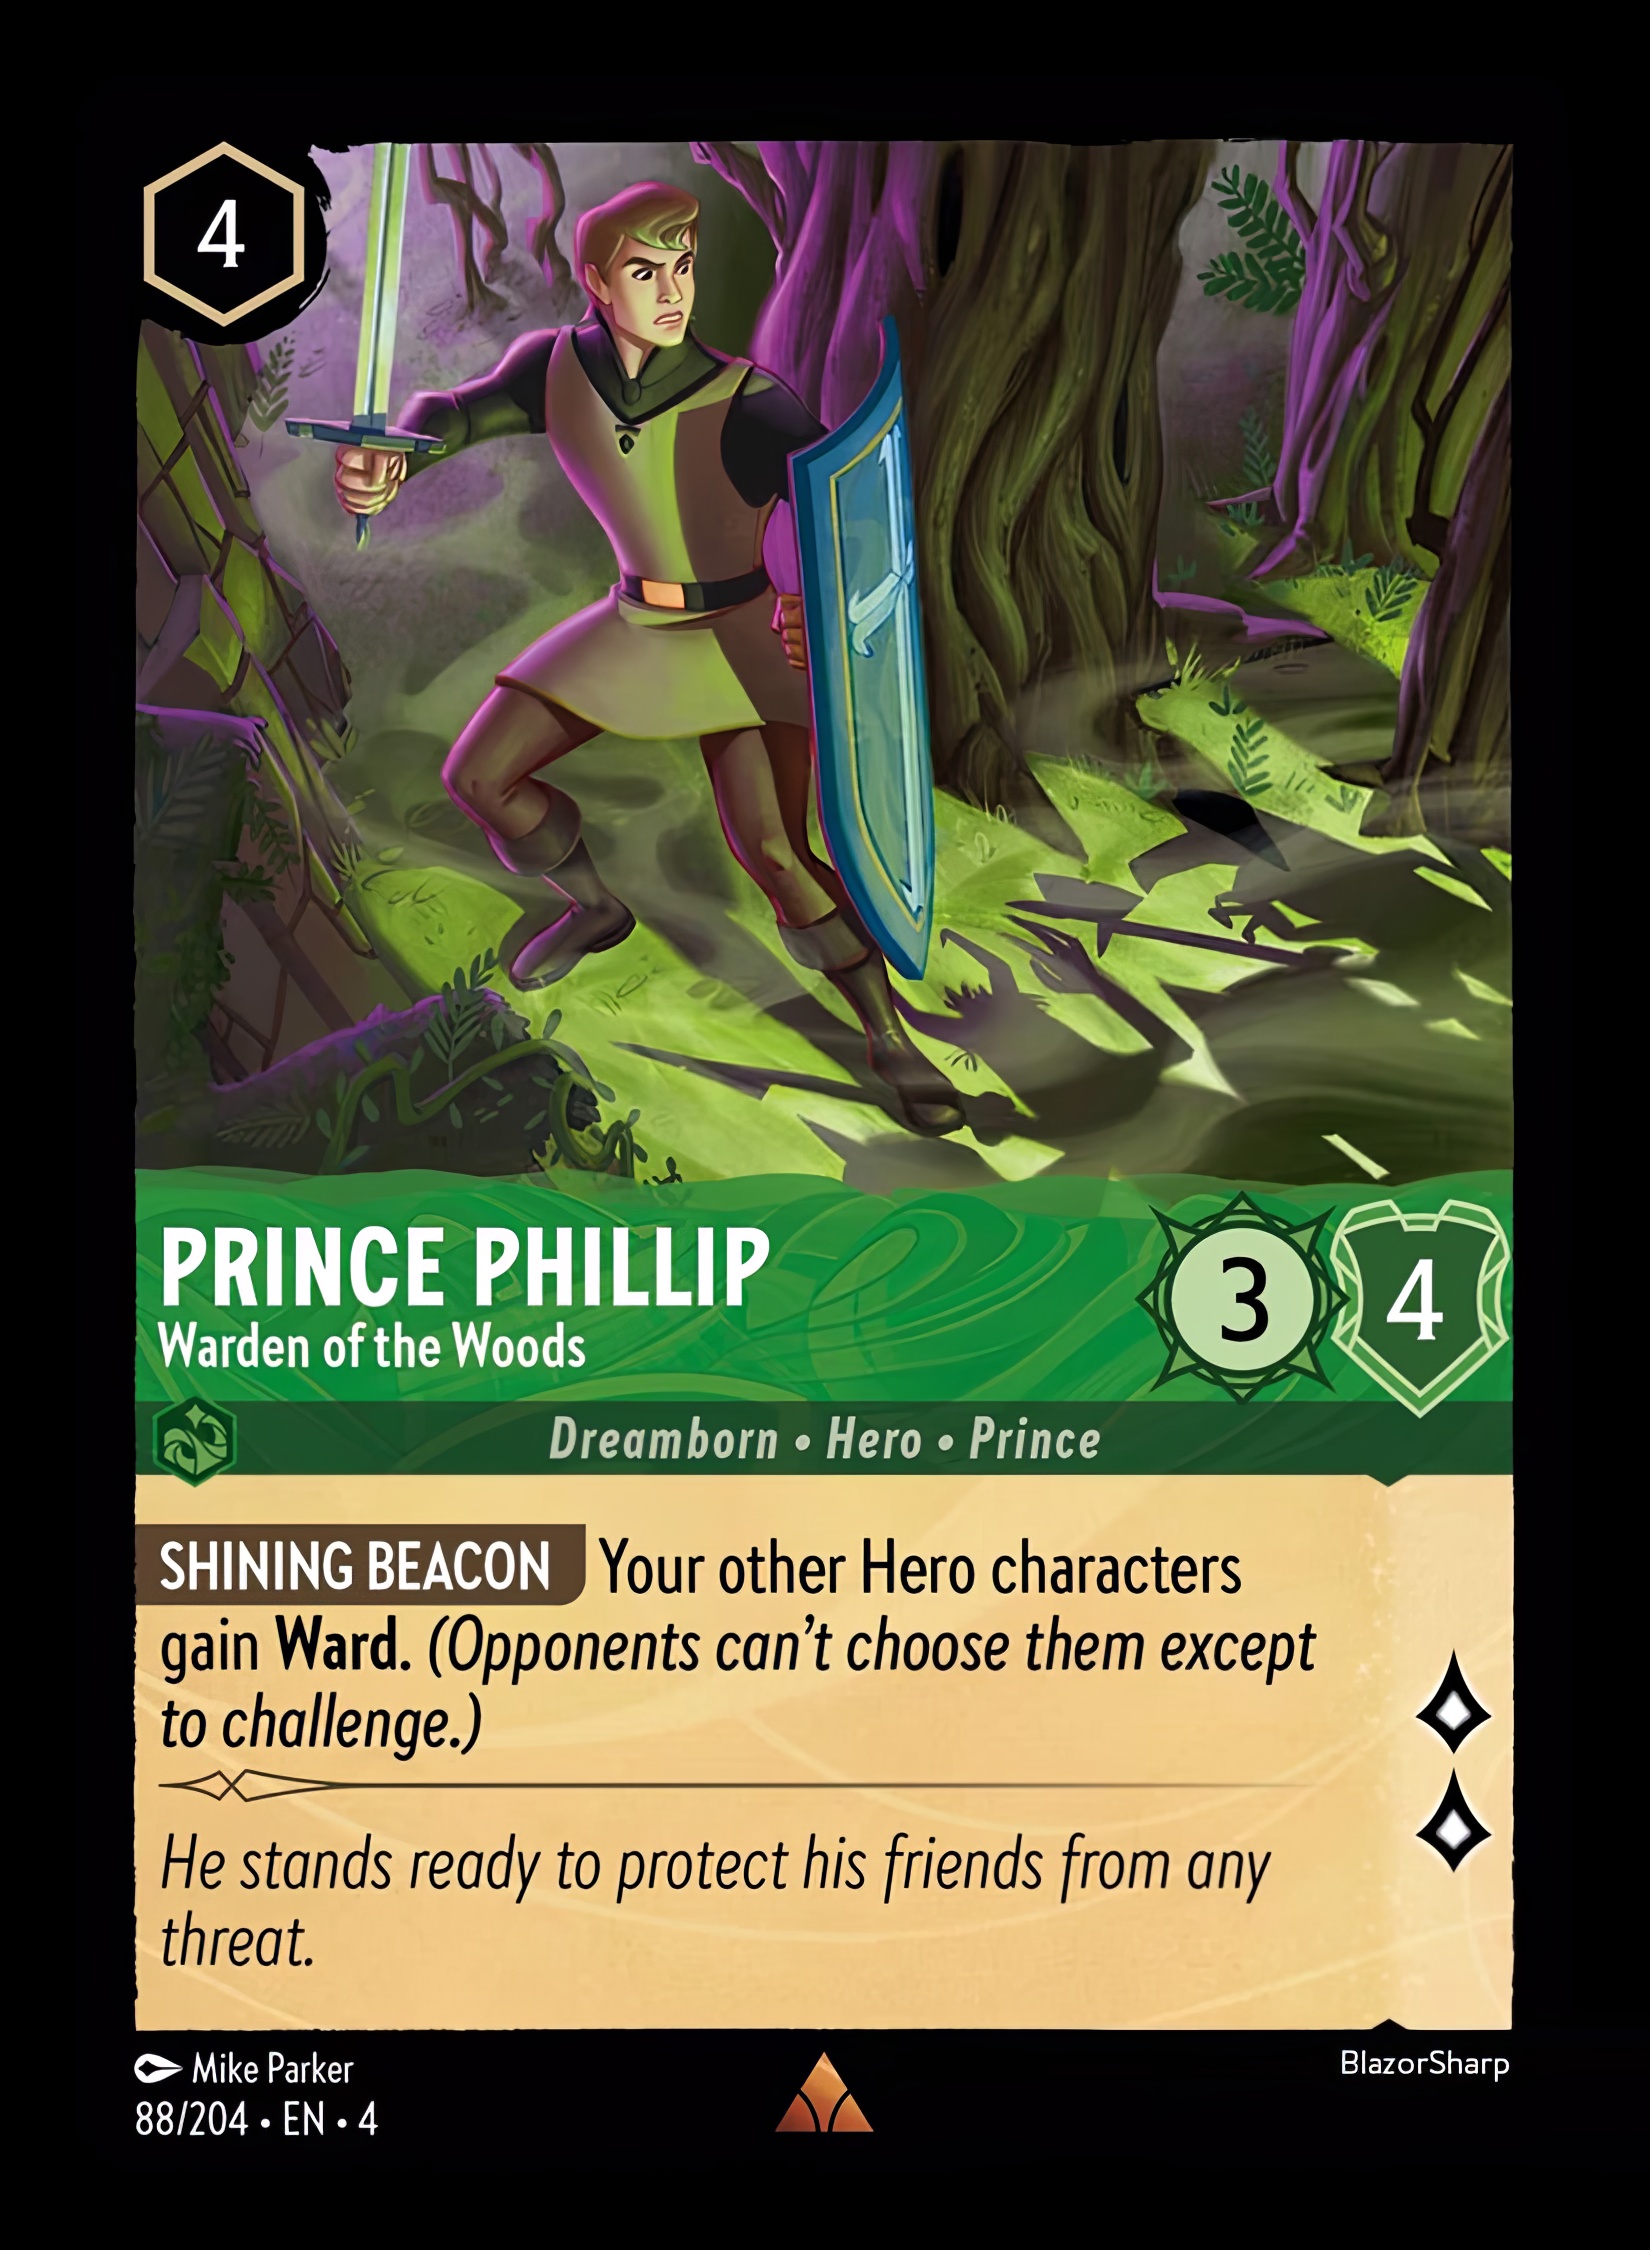 4
PRINCE PHILLIP
Warden of the Woods
3
4
Dreamborn • Hero • Prince
SHINING BEACON Your other Hero characters
gain Ward. (Opponents can't choose them except
to challenge.)
He stands ready to protect his friends from any
threat.
Mike Parker
BlazorSharp
88/204 • EN • 4